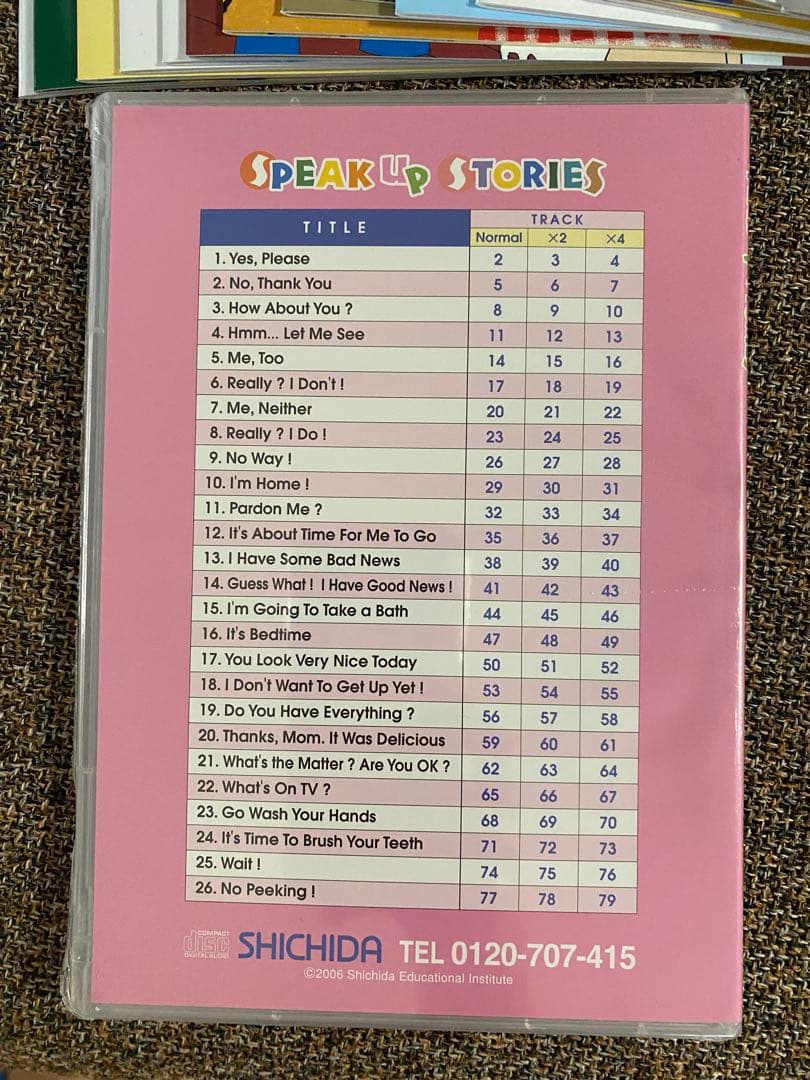 SPEAK UP STORIES
TITLE TRACK
Normal ×2 ×4
1. Yes, Please 2 3 4
2. No, Thank You 5 6 7
3. How About You ? 8 9 10
4. Hmm... Let Me See 11 12 13
5. Me, Too 14 15 16
6. Really ? I Don't ! 17 18 19
7. Me, Neither 20 21 22
8. Really ? I Do ! 23 24 25
9. No Way ! 26 27 28
10. I'm Home ! 29 30 31
11. Pardon Me ? 32 33 34
12. It's About Time For Me To Go 35 36 37
13. I Have Some Bad News 38 39 40
14. Guess What ! I Have Good News ! 41 42 43
15. I'm Going To Take a Bath 44 45 46
16. It's Bedtime 47 48 49
17. You Look Very Nice Today 50 51 52
18. I Don't Want To Get Up Yet ! 53 54 55
19. Do You Have Everything ? 56 57 58
20. Thanks, Mom. It Was Delicious 59 60 61
21. What's the Matter ? Are You OK ? 62 63 64
22. What's On TV ? 65 66 67
23. Go Wash Your Hands 68 69 70
24. It's Time To Brush Your Teeth 71 72 73
25. Wait ! 74 75 76
26. No Peeking ! 77 78 79
COMPACT disc DIGITAL AUDIO SHICHIDA TEL 0120-707-415
©2006 Shichida Educational Institute